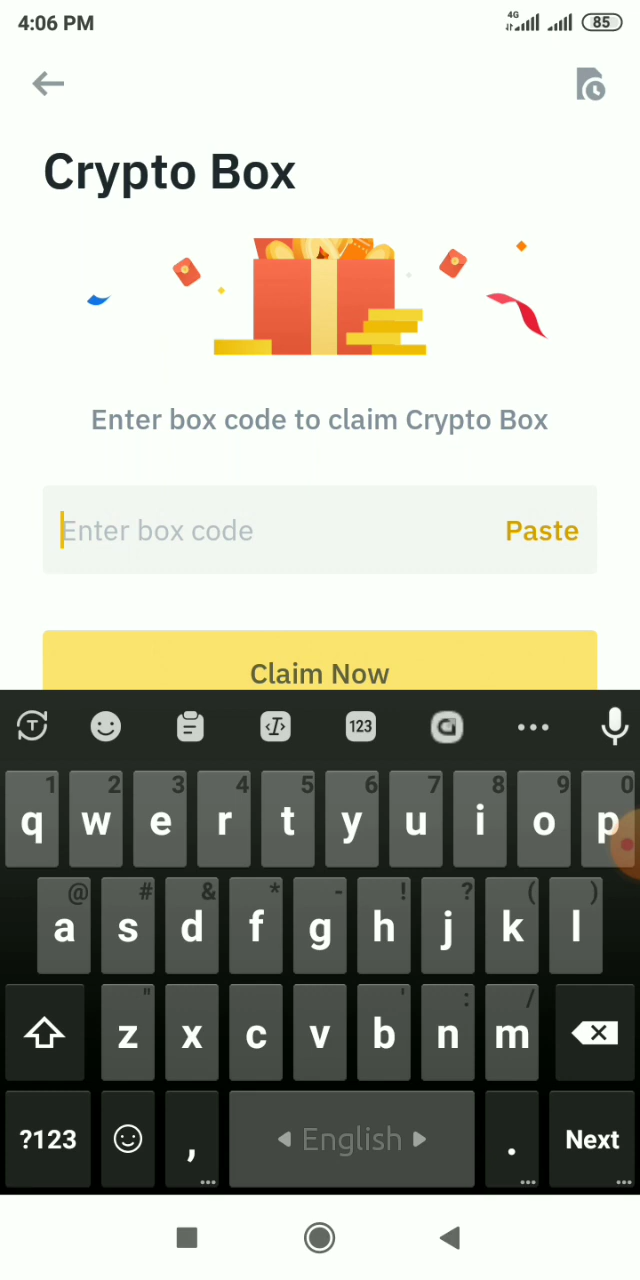 4:06 PM 4G 85
Crypto Box
Enter box code to claim Crypto Box
Enter box code Paste
Claim Now
T 123
1 2 3 4 5 6 7 8 9 0
q w e r t y u i o p
@ # & * - ! ? ( )
a s d f g h j k l
" ' : /
z x c v b n m
?123 , English . Next